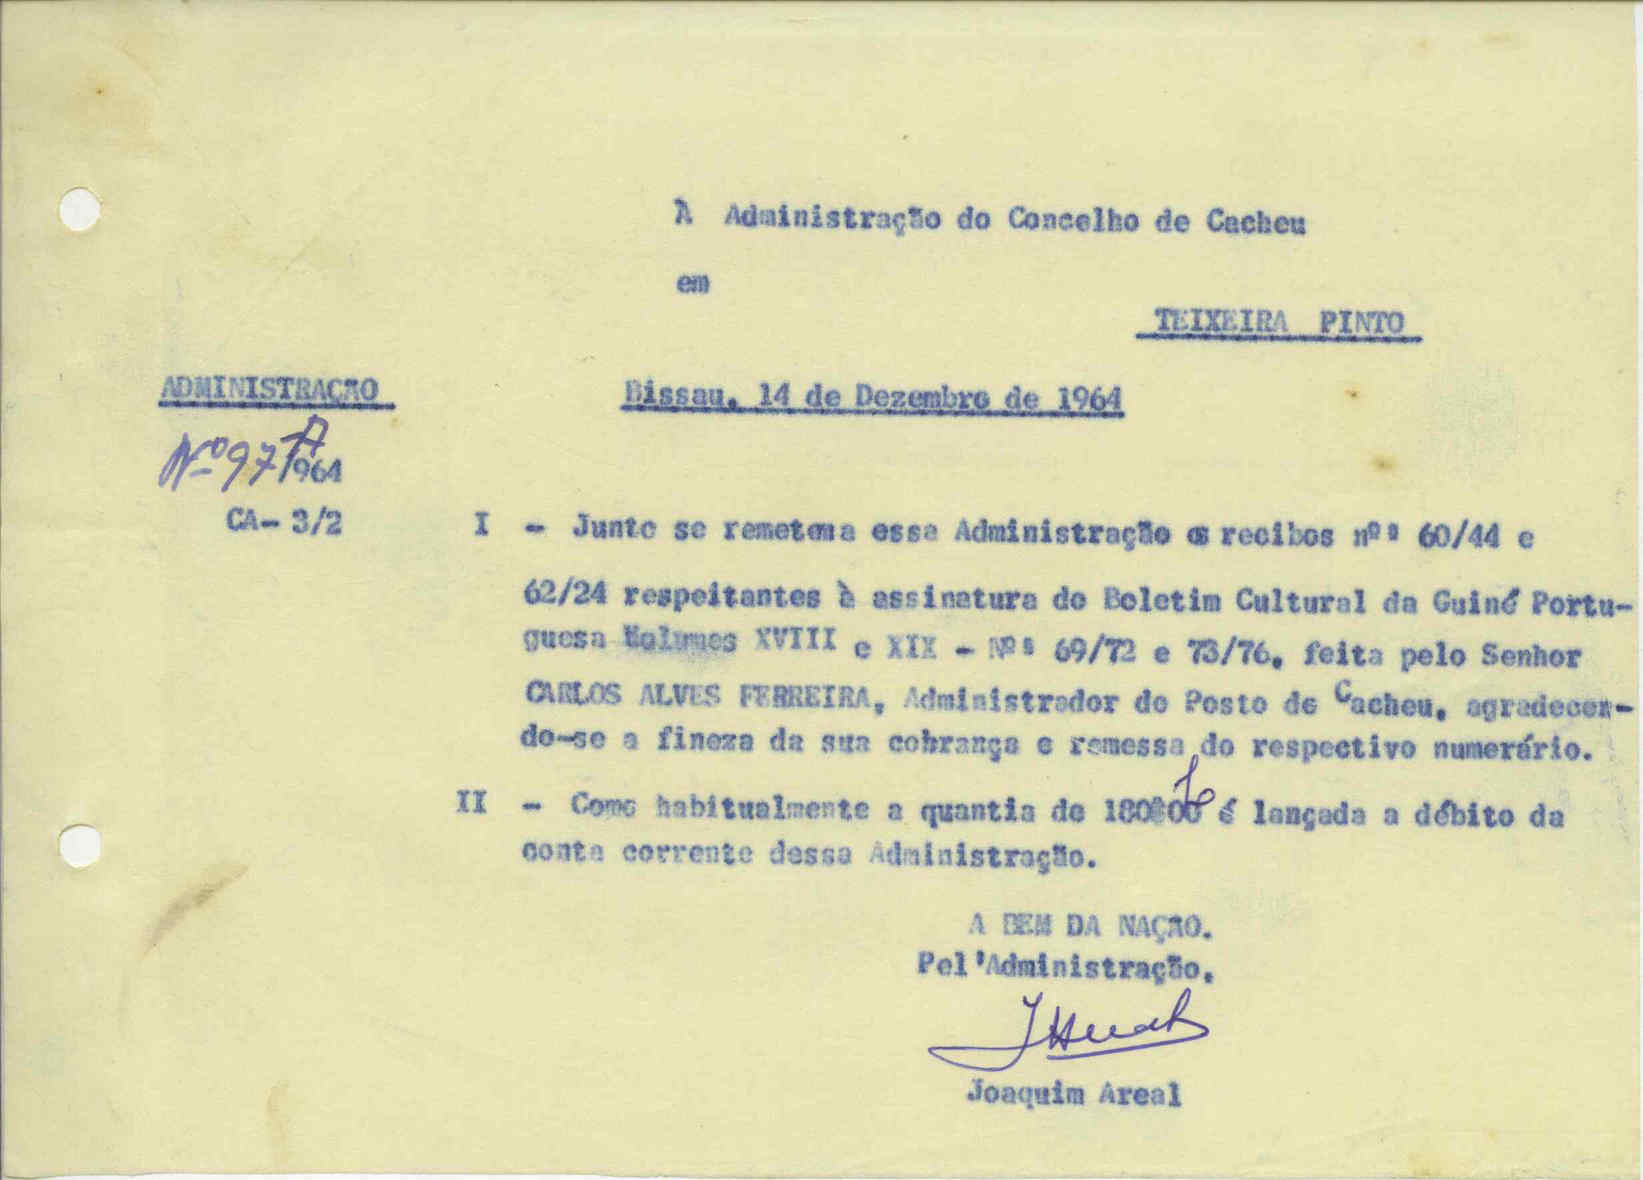 À Administração do Concelho de Cacheu
em
TEIXEIRA PINTO
ADMINISTRAÇÃO
Bissau, 14 de Dezembro de 1964
Nº 97-A/964
CA- 3/2
I - Junto se remetem a essa Administração os recibos nºs 60/44 e
62/24 respeitantes à assinatura do Boletim Cultural da Guiné Portu-
guesa Volumes XVIII e XIX - Nºs 69/72 e 73/76, feita pelo Senhor
CARLOS ALVES FERREIRA, Administrador do Posto de Cacheu, agradecen-
do-se a fineza da sua cobrança e remessa do respectivo numerário.
II - Como habitualmente a quantia de 180$00 é lançada a débito da
conta corrente dessa Administração.
A BEM DA NAÇÃO.
Pel'Administração,
Joaquim Areal